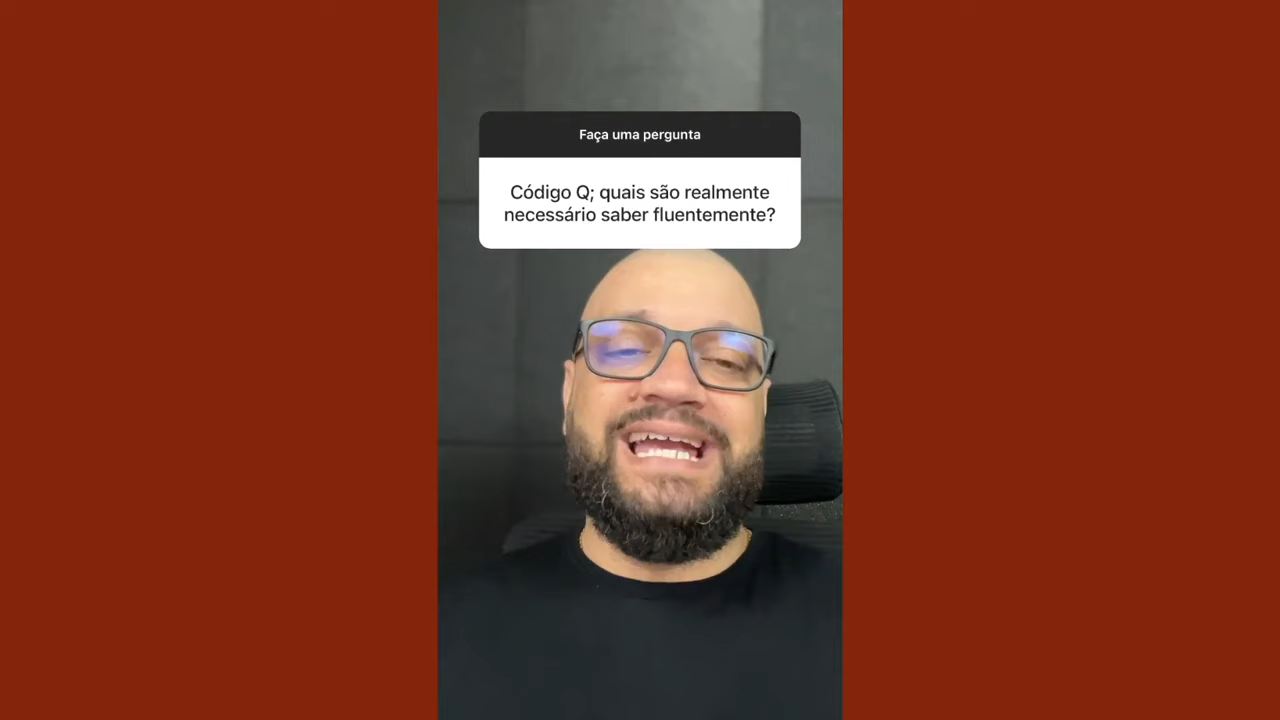 Faça uma pergunta
Código Q; quais são realmente
necessário saber fluentemente?